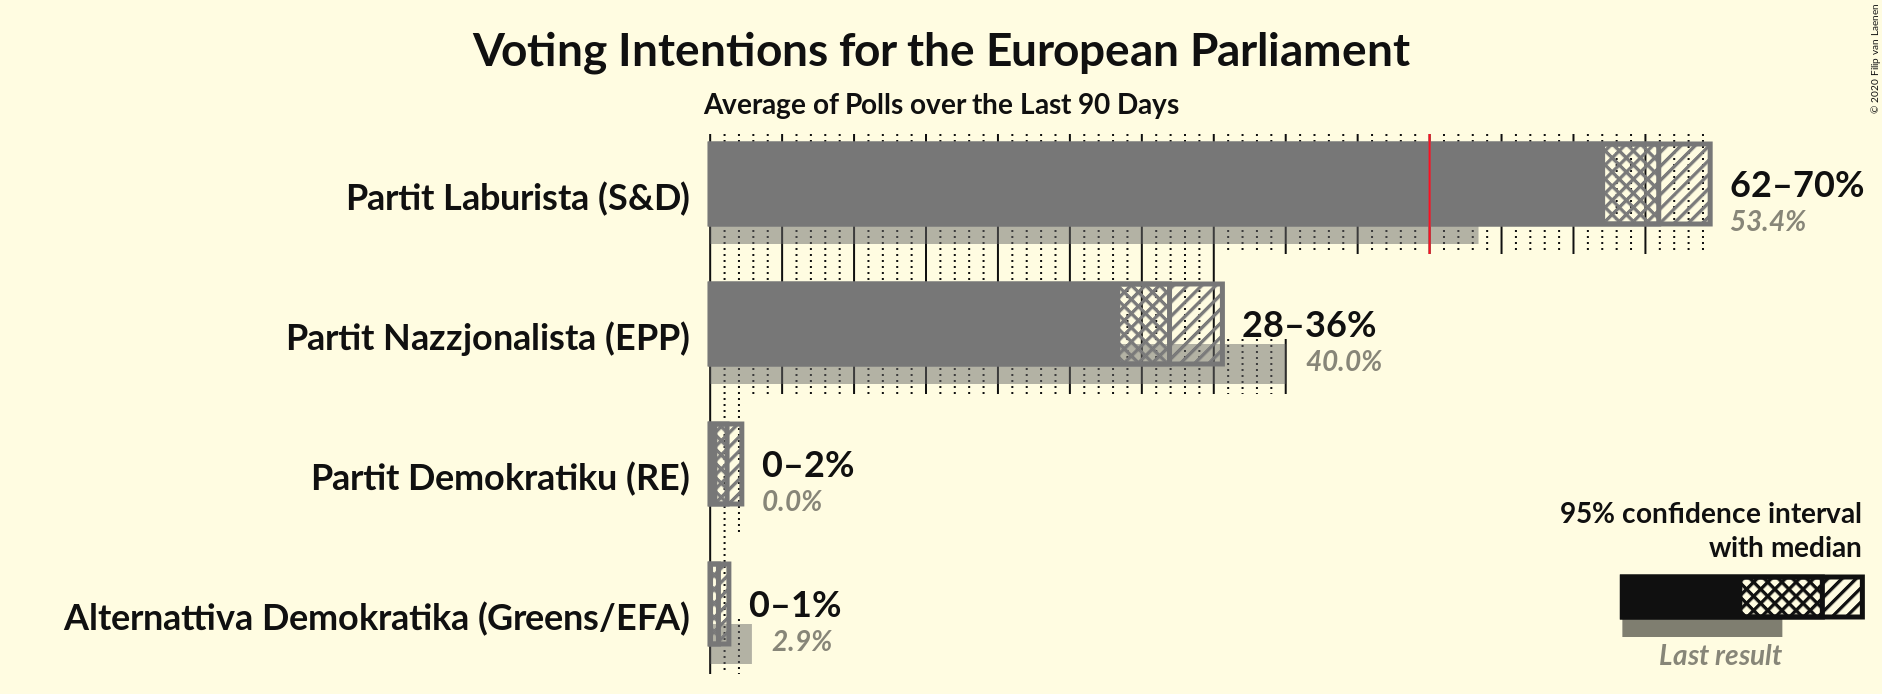 Voting Intentions for the European Parliament
Average of Polls over the Last 90 Days
© 2020 Filip van Laenen
Partit Laburista (S&D)
62–70%
53.4%
Partit Nazzjonalista (EPP)
28–36%
40.0%
Partit Demokratiku (RE)
0–2%
0.0%
Alternattiva Demokratika (Greens/EFA)
0–1%
2.9%
95% confidence interval
with median
Last result